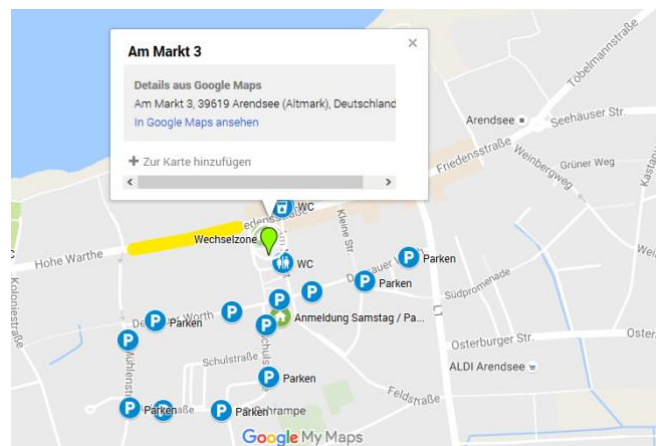 Am Markt 3
×
Details aus Google Maps
Am Markt 3, 39619 Arendsee (Altmark), Deutschland
In Google Maps ansehen
+ Zur Karte hinzufügen
Töbelmannstraße
Arendsee
Seehäuser Str.
Friedensstraße
Weinbergweg
Grüner Weg
WC
Kleine Str.
Wechselzone
Hohe Warthe
WC
P Parken
P Parken
P
P
P
Südpromenade
L1
P Parken
P Anmeldung Samstag / Pa...
P
Osterburger Str.
Schulstraße
ALDI Arendsee
P Parken
Feldstraße
P Parken
P
P Parken
Google My Maps